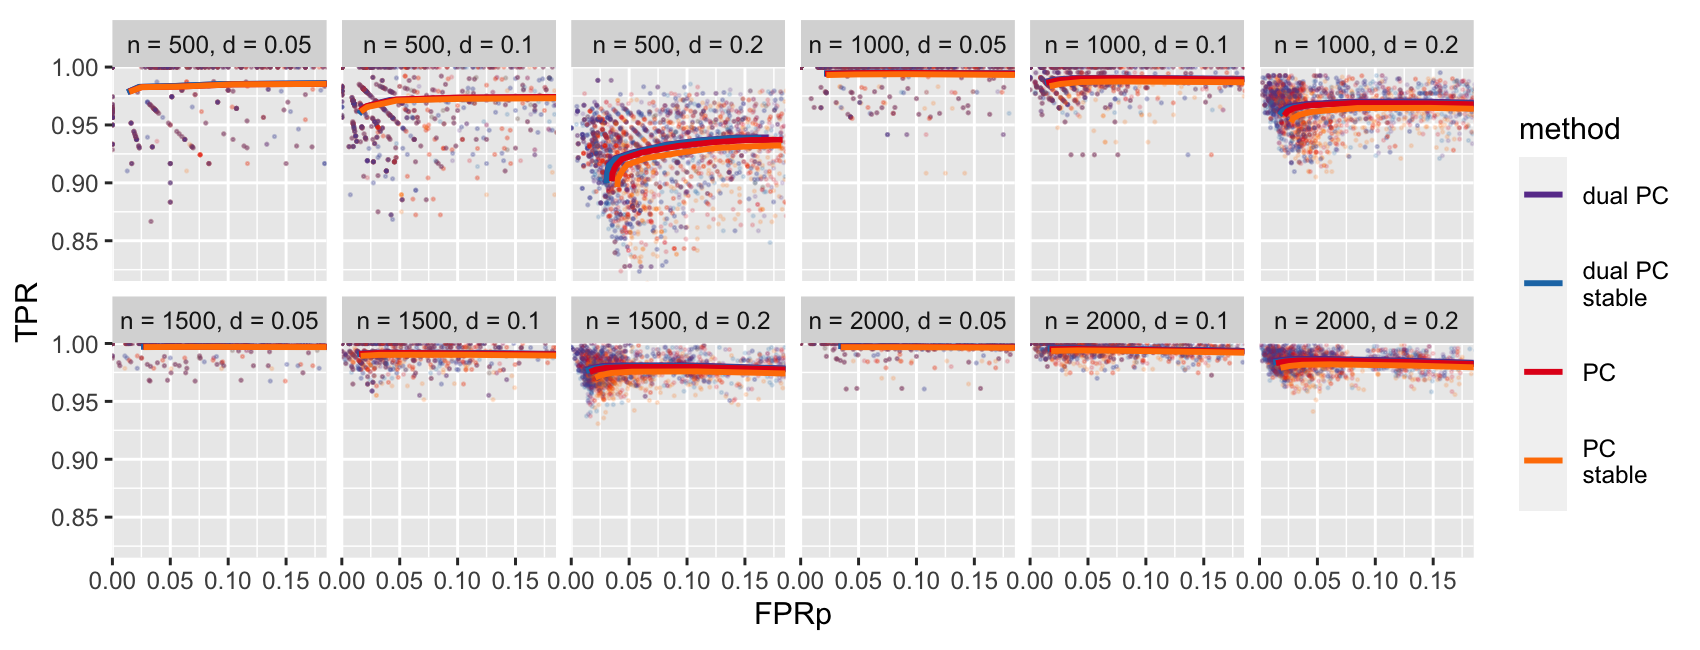 n = 500, d = 0.05
n = 500, d = 0.1
n = 500, d = 0.2
n = 1000, d = 0.05
n = 1000, d = 0.1
n = 1000, d = 0.2
1.00
0.95
0.90
0.85
n = 1500, d = 0.05
n = 1500, d = 0.1
n = 1500, d = 0.2
n = 2000, d = 0.05
n = 2000, d = 0.1
n = 2000, d = 0.2
1.00
0.95
0.90
0.85
TPR
0.00 0.05 0.10 0.15
0.00 0.05 0.10 0.15
0.00 0.05 0.10 0.15
0.00 0.05 0.10 0.15
0.00 0.05 0.10 0.15
0.00 0.05 0.10 0.15
FPRp
method
dual PC
dual PC
stable
PC
PC
stable